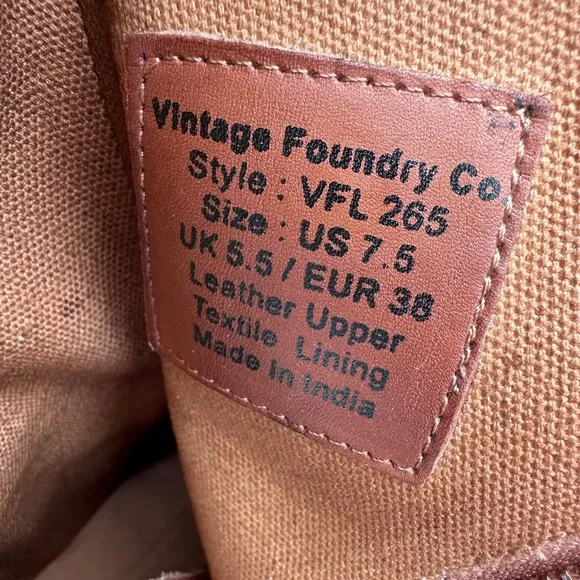 Vintage Foundry Co.
Style : VFL 265
Size : US 7.5
UK 5.5 / EUR 38
Leather Upper
Textile Lining
Made In India